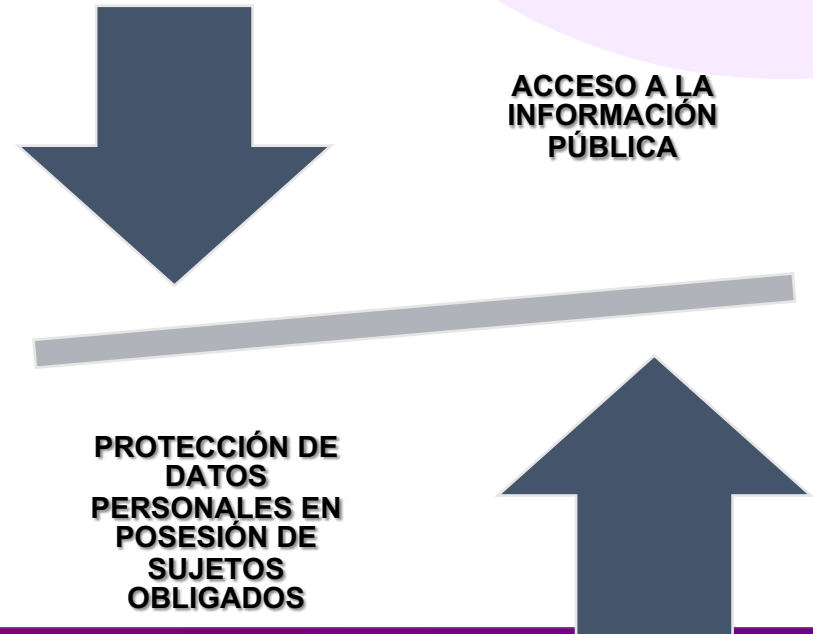 ACCESO A LA
INFORMACIÓN
PÚBLICA
PROTECCIÓN DE
DATOS
PERSONALES EN
POSESIÓN DE
SUJETOS
OBLIGADOS